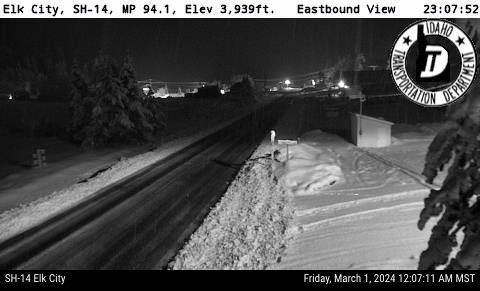 Elk City, SH-14, MP 94.1, Elev 3,939ft. Eastbound View 23:07:52
IDAHO
TRANSPORTATION DEPARTMENT
SH-14 Elk City Friday, March 1, 2024 12:07:11 AM MST